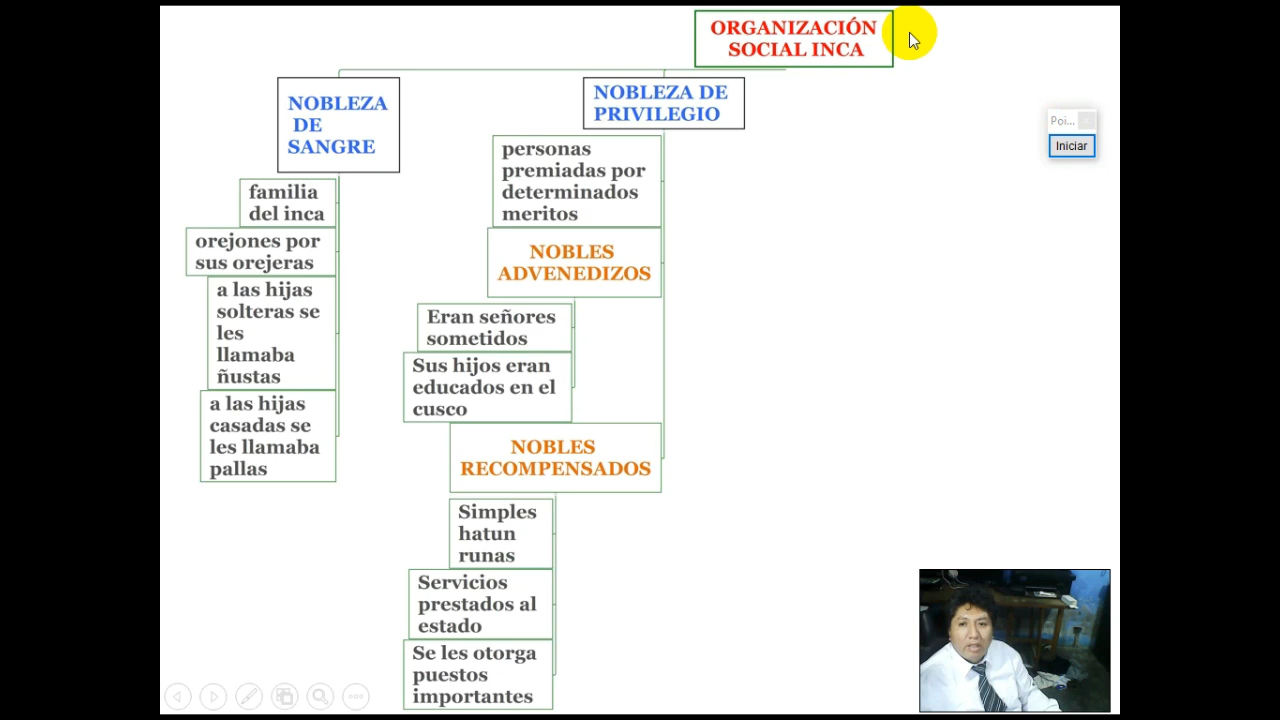 ORGANIZACIÓN
SOCIAL INCA
NOBLEZA
DE
SANGRE
familia
del inca
orejones por
sus orejeras
a las hijas
solteras se
les
llamaba
ñustas
a las hijas
casadas se
les llamaba
pallas
NOBLEZA DE
PRIVILEGIO
personas
premiadas por
determinados
meritos
NOBLES
ADVENEDIZOS
Eran señores
sometidos
Sus hijos eran
educados en el
cusco
NOBLES
RECOMPENSADOS
Simples
hatun
runas
Servicios
prestados al
estado
Se les otorga
puestos
importantes
Poi...
Iniciar